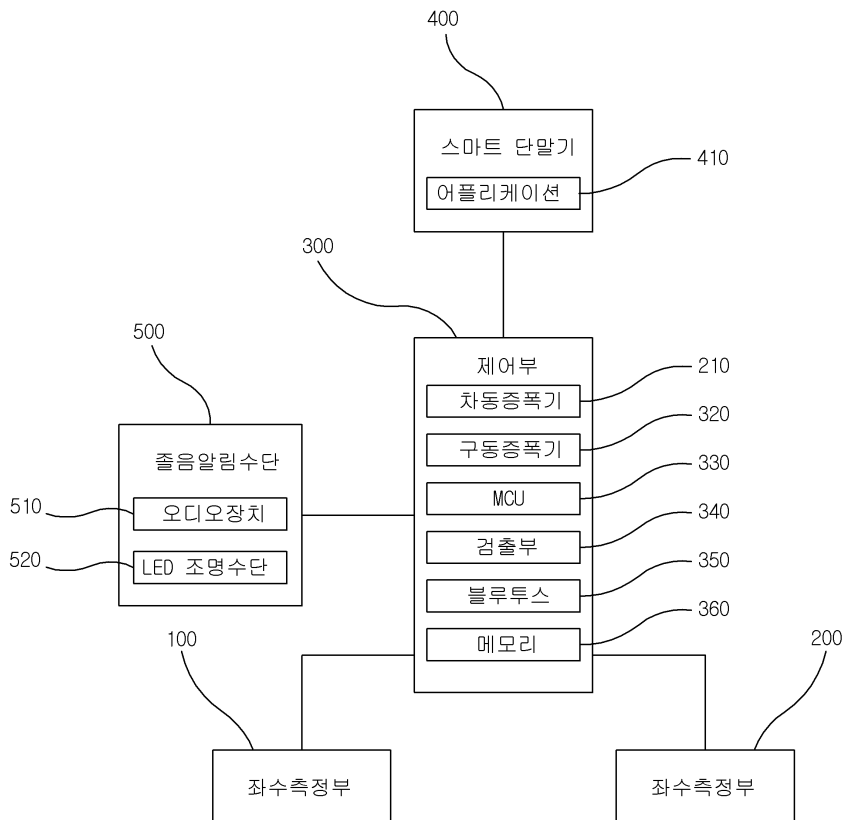 400
스마트 단말기
어플리케이션
410
300
제어부
차동증폭기
210
구동증폭기
320
MCU
330
검출부
340
블루투스
350
메모리
360
500
졸음알림수단
510
오디오장치
520
LED 조명수단
100
좌수측정부
200
좌수측정부